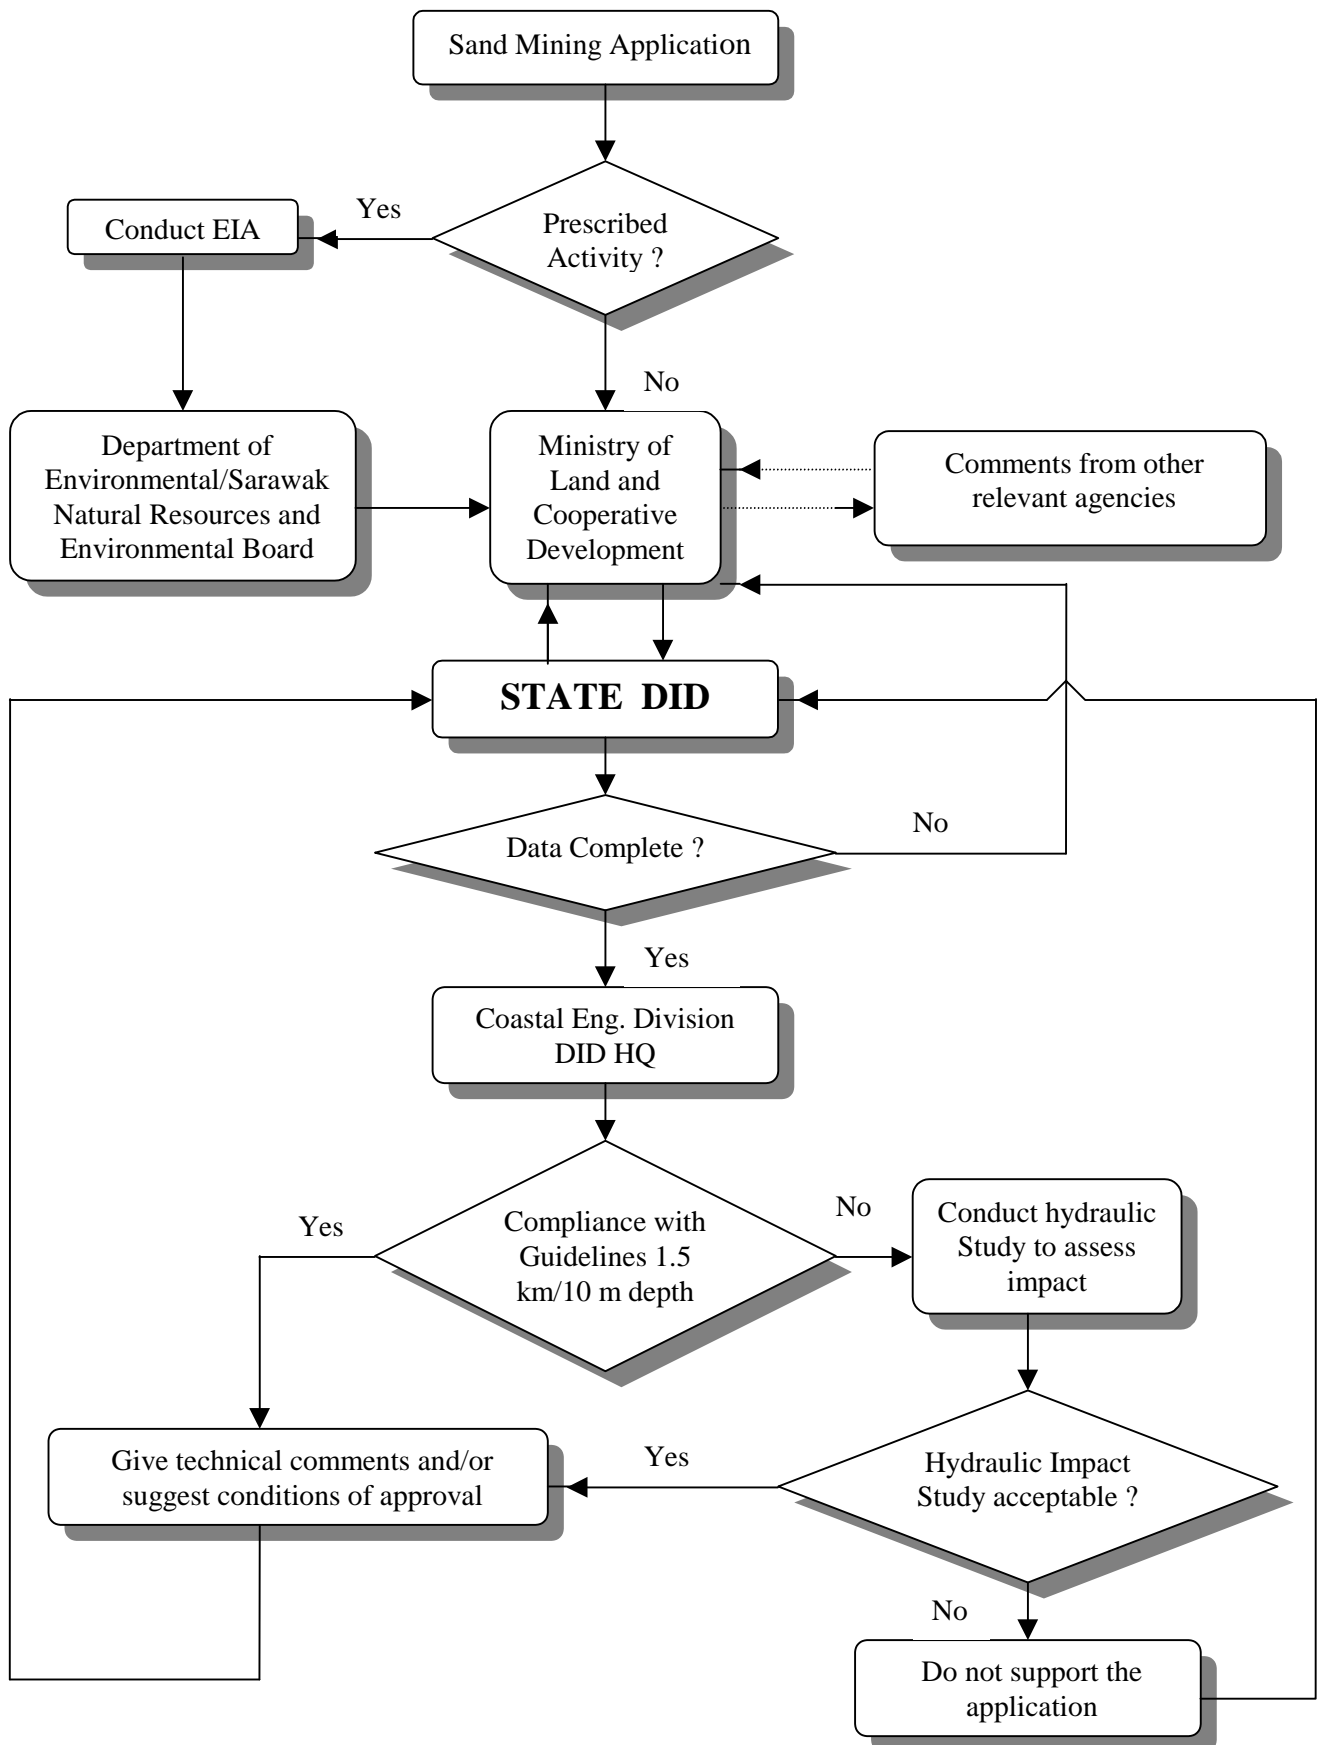 Sand Mining Application
Yes
Prescribed
Activity ?
Conduct EIA
No
Department of
Environmental/Sarawak
Natural Resources and
Environmental Board
Ministry of
Land and
Cooperative
Development
Comments from other
relevant agencies
STATE DID
Data Complete ?
No
Yes
Coastal Eng. Division
DID HQ
Yes
Compliance with
Guidelines 1.5
km/10 m depth
No
Conduct hydraulic
Study to assess
impact
Give technical comments and/or
suggest conditions of approval
Yes
Hydraulic Impact
Study acceptable ?
No
Do not support the
application